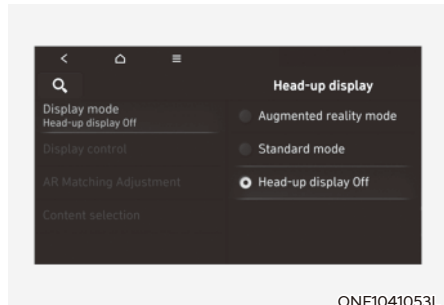 Head-up display
Display mode
Head-up display Off
Display control
AR Matching Adjustment
Content selection
Augmented reality mode
Standard mode
Head-up display Off
ONE1041053L